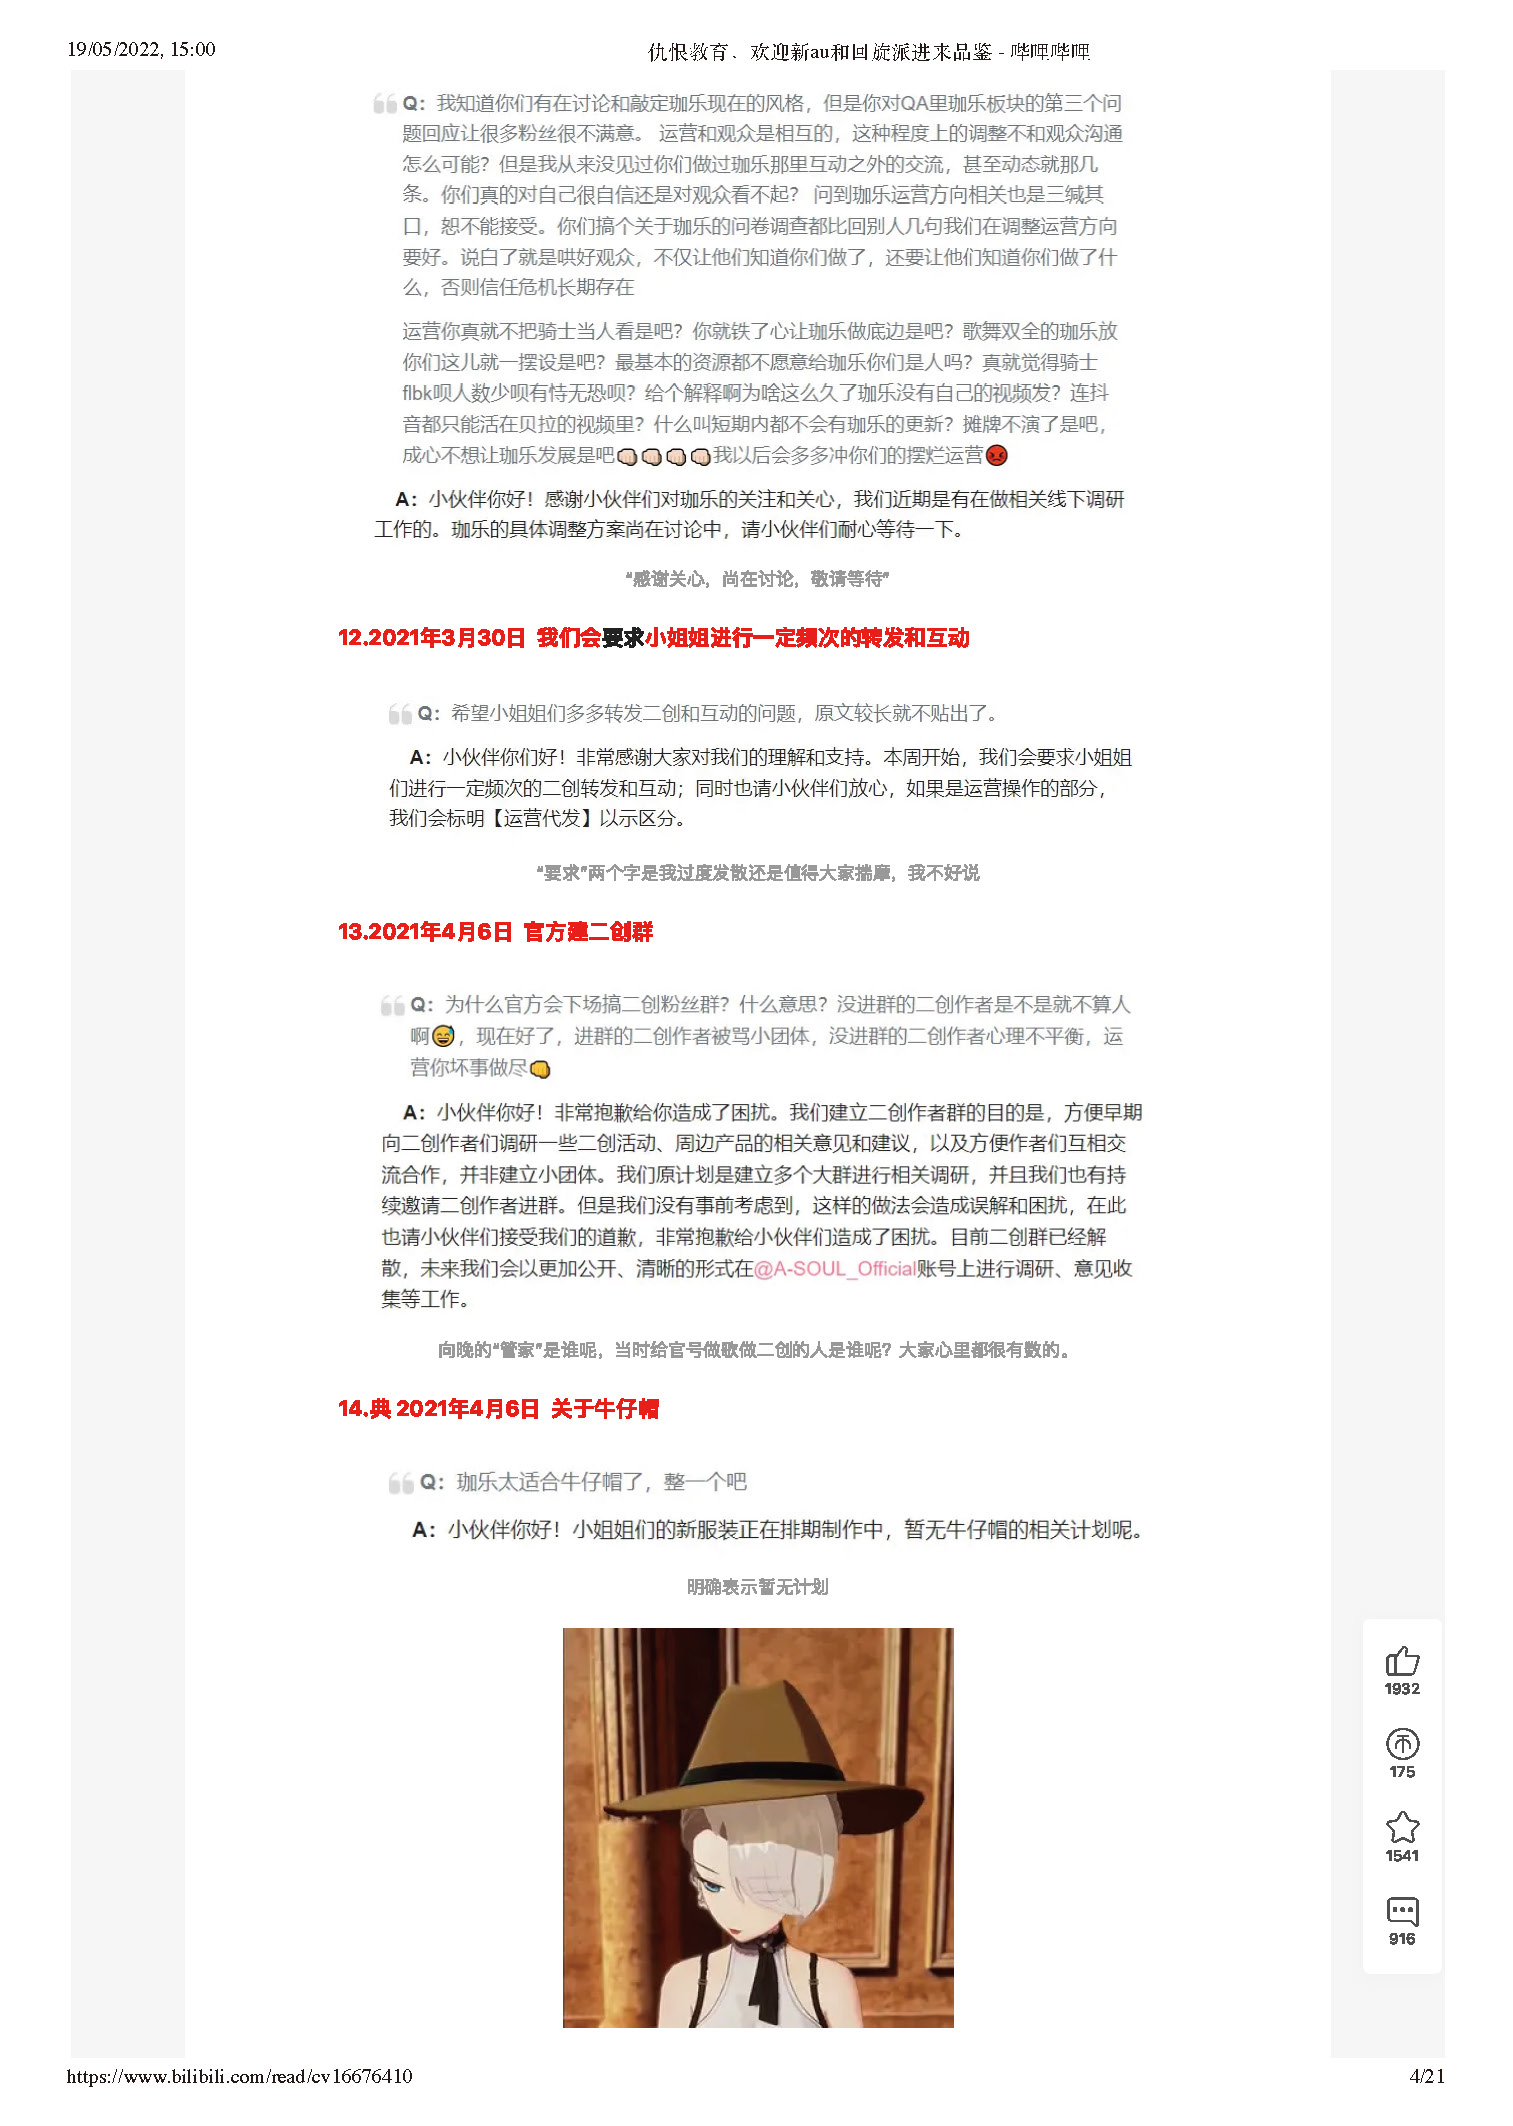 19/05/2022, 15:00
仇恨教育、欢迎新au和回旋派进来品鉴 - 哔哩哔哩
Q：我知道你们有在讨论和敲定珈乐现在的风格，但是你对QA里珈乐板块的第三个问
题回应让很多粉丝很不满意。 运营和观众是相互的，这种程度上的调整不和观众沟通
怎么可能？但是我从来没见过你们做过珈乐那里互动之外的交流，甚至动态就那几
条。你们真的对自己很自信还是对观众看不起？ 问到珈乐运营方向相关也是三缄其
口，恕不能接受。你们搞个关于珈乐的问卷调查都比回别人几句我们在调整运营方向
要好。说白了就是哄好观众，不仅让他们知道你们做了，还要让他们知道你们做了什
么，否则信任危机长期存在
运营你真就不把骑士当人看是吧？你就铁了心让珈乐做底边是吧？歌舞双全的珈乐放
你们这儿就一摆设是吧？最基本的资源都不愿意给珈乐你们是人吗？真就觉得骑士
flbk呗人数少呗有恃无恐呗？给个解释啊为啥这么久了珈乐没有自己的视频发？连抖
音都只能活在贝拉的视频里？什么叫短期内都不会有珈乐的更新？摊牌不演了是吧，
成心不想让珈乐发展是吧👊🏻👊🏻👊🏻👊🏻我以后会多多冲你们的摆烂运营😡
A：小伙伴你好！感谢小伙伴们对珈乐的关注和关心，我们近期是有在做相关线下调研
工作的。珈乐的具体调整方案尚在讨论中，请小伙伴们耐心等待一下。
“感谢关心，尚在讨论，敬请等待”
12.2021年3月30日 我们会要求小姐姐进行一定频次的转发和互动
Q：希望小姐姐们多多转发二创和互动的问题，原文较长就不贴出了。
A：小伙伴你们好！非常感谢大家对我们的理解和支持。本周开始，我们会要求小姐姐
们进行一定频次的二创转发和互动；同时也请小伙伴们放心，如果是运营操作的部分，
我们会标明【运营代发】以示区分。
“要求”两个字是我过度发散还是值得大家揣摩，我不好说
13.2021年4月6日 官方建二创群
Q：为什么官方会下场搞二创粉丝群？什么意思？没进群的二创作者是不是就不算人
啊😅，现在好了，进群的二创作者被骂小团体，没进群的二创作者心理不平衡，运
营你坏事做尽👊
A：小伙伴你好！非常抱歉给你造成了困扰。我们建立二创作者群的目的是，方便早期
向二创作者们调研一些二创活动、周边产品的相关意见和建议，以及方便作者们互相交
流合作，并非建立小团体。我们原计划是建立多个大群进行相关调研，并且我们也有持
续邀请二创作者进群。但是我们没有事前考虑到，这样的做法会造成误解和困扰，在此
也请小伙伴们接受我们的道歉，非常抱歉给小伙伴们造成了困扰。目前二创群已经解
散，未来我们会以更加公开、清晰的形式在@A-SOUL_Official账号上进行调研、意见收
集等工作。
向晚的“管家”是谁呢，当时给官号做歌做二创的人是谁呢？大家心里都很有数的。
14.典 2021年4月6日 关于牛仔帽
Q：珈乐太适合牛仔帽了，整一个吧
A：小伙伴你好！小姐姐们的新服装正在排期制作中，暂无牛仔帽的相关计划呢。
明确表示暂无计划
1932
175
1541
916
https://www.bilibili.com/read/cv16676410
4/21